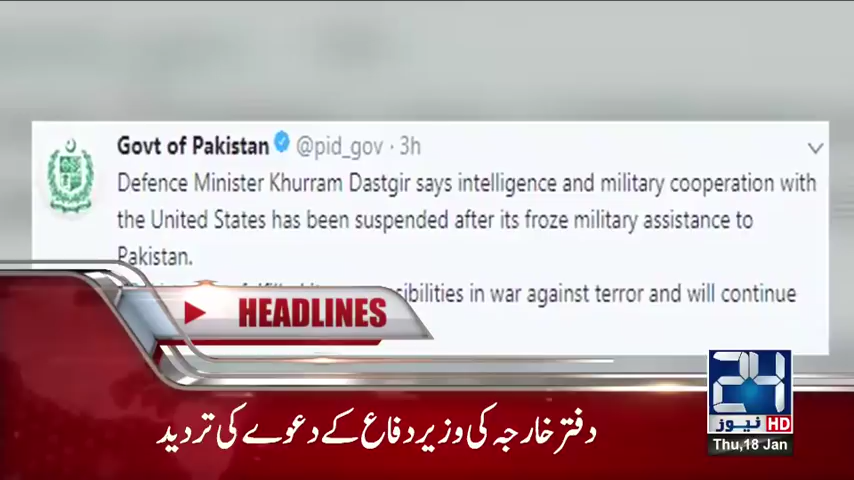 Govt of Pakistan @pid_gov · 3h
Defence Minister Khurram Dastgir says intelligence and military cooperation with
the United States has been suspended after its froze military assistance to
Pakistan.
in war against terror and will continue
HEADLINES
دفتر خارجہ کی وزیر دفاع کے دعوے کی تردید
24
نیوز HD
Thu,18 Jan